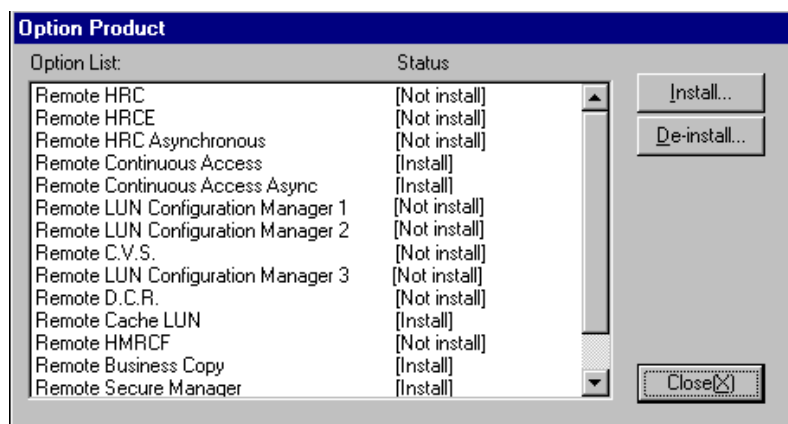 Option Product
Option List: Status
Remote HRC [Not install]
Remote HRCE [Not install]
Remote HRC Asynchronous [Not install]
Remote Continuous Access [Install]
Remote Continuous Access Async [Install]
Remote LUN Configuration Manager 1 [Not install]
Remote LUN Configuration Manager 2 [Not install]
Remote C.V.S. [Not install]
Remote LUN Configuration Manager 3 [Not install]
Remote D.C.R. [Not install]
Remote Cache LUN [Install]
Remote HMRCF [Not install]
Remote Business Copy [Install]
Remote Secure Manager [Install]
Install...
De-install...
Close(X)